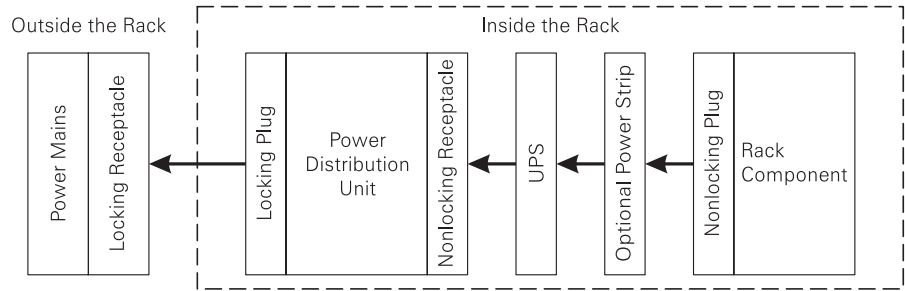 Outside the Rack
Inside the Rack
Power Mains
Locking Receptacle
Locking Plug
Power
Distribution
Unit
Nonlocking Receptacle
UPS
Optional Power Strip
Nonlocking Plug
Rack
Component